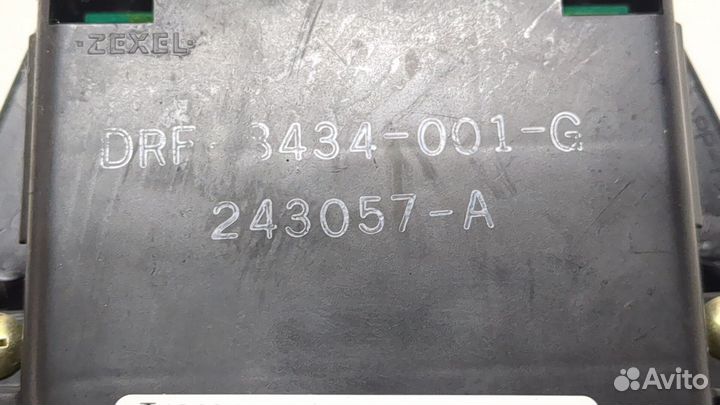 ·ZEXEL·
DRF 3434-001-G
243057-A
Avito